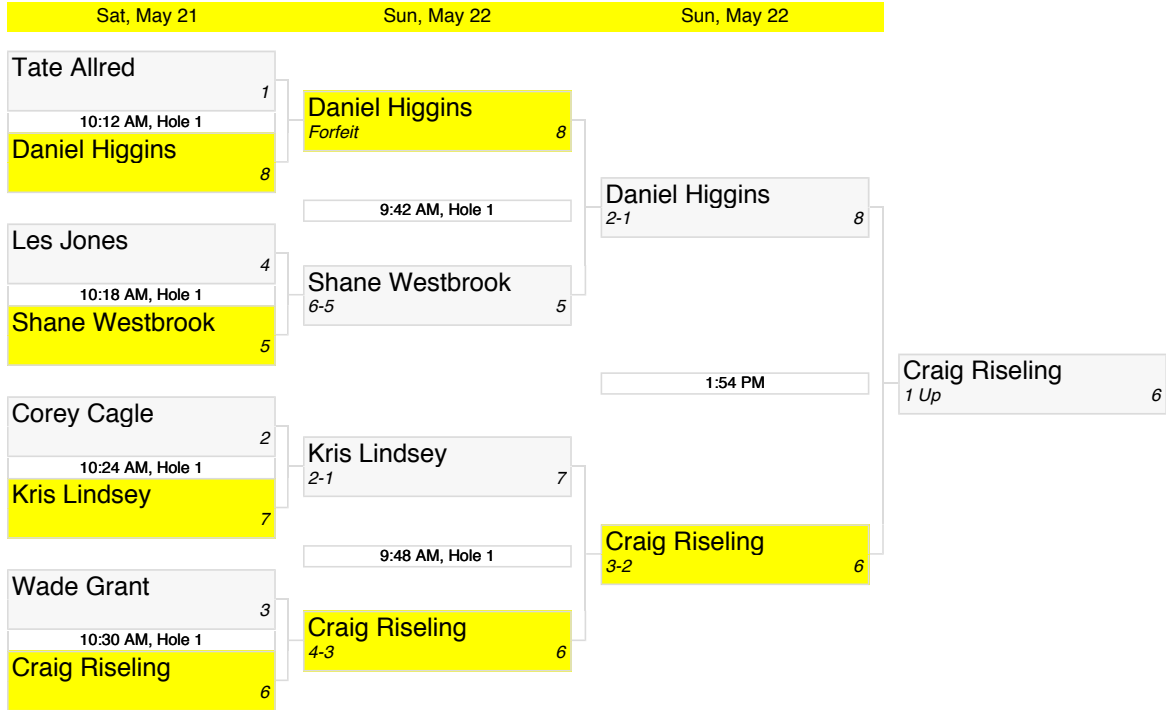 Sat, May 21
Sun, May 22
Sun, May 22
Tate Allred
1
10:12 AM, Hole 1
Daniel Higgins
8
Les Jones
4
10:18 AM, Hole 1
Shane Westbrook
5
Corey Cagle
2
10:24 AM, Hole 1
Kris Lindsey
7
Wade Grant
3
10:30 AM, Hole 1
Craig Riseling
6
Daniel Higgins
Forfeit 8
9:42 AM, Hole 1
Shane Westbrook
6-5 5
Kris Lindsey
2-1 7
9:48 AM, Hole 1
Craig Riseling
4-3 6
Daniel Higgins
2-1 8
1:54 PM
Craig Riseling
3-2 6
Craig Riseling
1 Up 6